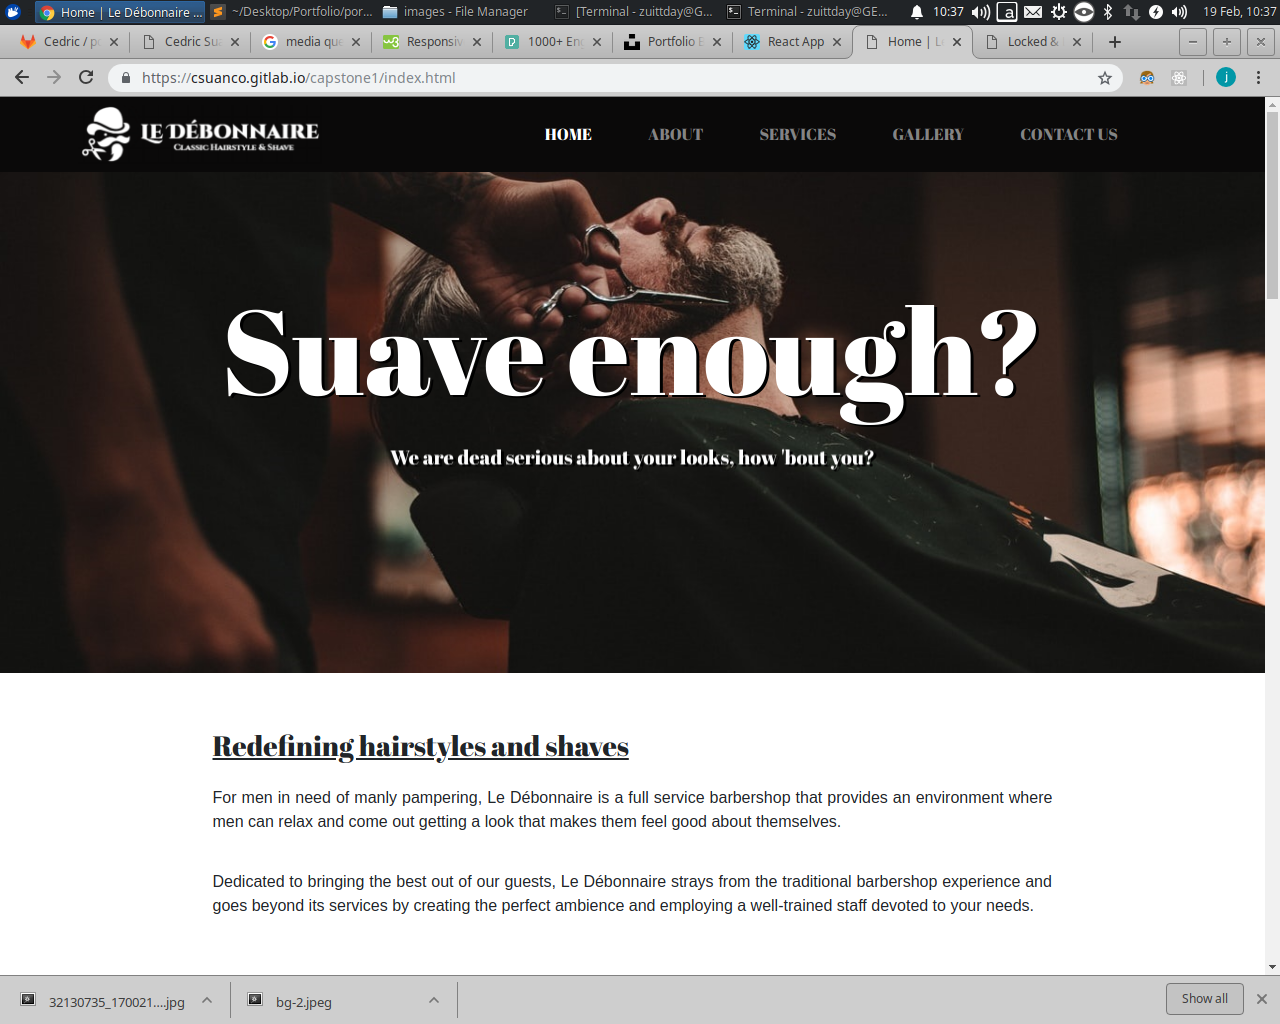 Home | Le Débonnaire ...
~/Desktop/Portfolio/por...
images - File Manager
[Terminal - zuittday@G...
Terminal - zuittday@GE...
10:37
a
19 Feb, 10:37
Cedric / p
Cedric Su
media que
Responsiv
1000+ En
Portfolio
React App
Home | L
Locked &
https://csuanco.gitlab.io/capstone1/index.html
j
LE DÉBONNAIRE
CLASSIC HAIRSTYLE & SHAVE
HOME
ABOUT
SERVICES
GALLERY
CONTACT US
Suave enough?
We are dead serious about your looks, how 'bout you?
Redefining hairstyles and shaves
For men in need of manly pampering, Le Débonnaire is a full service barbershop that provides an environment where
men can relax and come out getting a look that makes them feel good about themselves.
Dedicated to bringing the best out of our guests, Le Débonnaire strays from the traditional barbershop experience and
goes beyond its services by creating the perfect ambience and employing a well-trained staff devoted to your needs.
32130735_170021....jpg
bg-2.jpeg
Show all